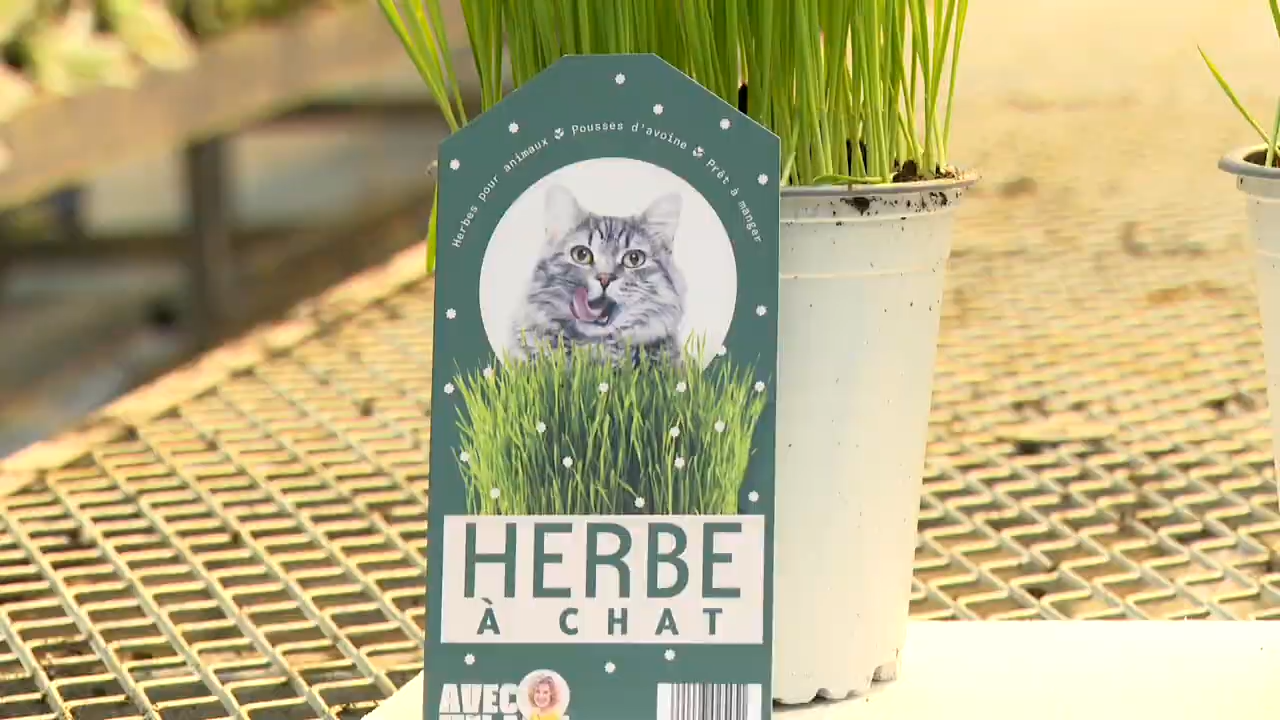 Herbes pour animaux Pousses d'avoine Prêt à manger
HERBE
À CHAT
AVEC